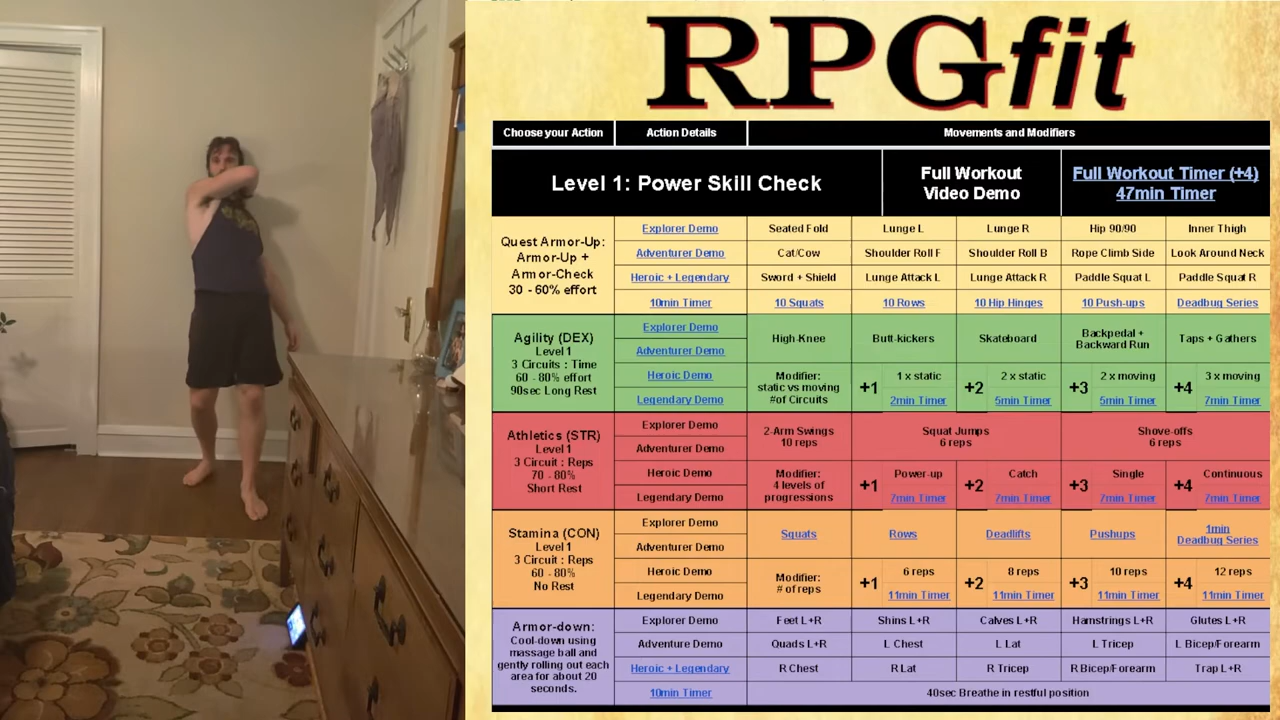 RPGfit
Choose your Action
Action Details
Movements and Modifiers
Level 1: Power Skill Check
Full Workout
Video Demo
Full Workout Timer (+4)
47min Timer
Quest Armor-Up:
Armor-Up +
Armor-Check
30 - 60% effort
Explorer Demo
Seated Fold
Lunge L
Lunge R
Hip 90/90
Inner Thigh
Adventurer Demo
Cat/Cow
Shoulder Roll F
Shoulder Roll B
Rope Climb Side
Look Around Neck
Heroic + Legendary
Sword + Shield
Lunge Attack L
Lunge Attack R
Paddle Squat L
Paddle Squat R
10min Timer
10 Squats
10 Rows
10 Hip Hinges
10 Push-ups
Deadbug Series
Agility (DEX)
Level 1
3 Circuits : Time
60 - 80% effort
90sec Long Rest
Explorer Demo
Adventurer Demo
High-Knee
Butt-kickers
Skateboard
Backpedal +
Backward Run
Taps + Gathers
Heroic Demo
Legendary Demo
Modifier:
static vs moving
#of Circuits
+1
1 x static
2min Timer
+2
2 x static
5min Timer
+3
2 x moving
5min Timer
+4
3 x moving
7min Timer
Athletics (STR)
Level 1
3 Circuit : Reps
70 - 80%
Short Rest
Explorer Demo
Adventurer Demo
2-Arm Swings
10 reps
Squat Jumps
6 reps
Shove-offs
6 reps
Heroic Demo
Legendary Demo
Modifier:
4 levels of
progressions
+1
Power-up
7min Timer
+2
Catch
7min Timer
+3
Single
7min Timer
+4
Continuous
7min Timer
Stamina (CON)
Level 1
3 Circuit : Reps
60 - 80%
No Rest
Explorer Demo
Adventurer Demo
Squats
Rows
Deadlifts
Pushups
1min
Deadbug Series
Heroic Demo
Legendary Demo
Modifier:
# of reps
+1
6 reps
11min Timer
+2
8 reps
11min Timer
+3
10 reps
11min Timer
+4
12 reps
11min Timer
Armor-down:
Cool-down using
massage ball and
gently rolling out each
area for about 20
seconds.
Explorer Demo
Feet L+R
Shins L+R
Calves L+R
Hamstrings L+R
Glutes L+R
Adventure Demo
Quads L+R
L Chest
L Lat
L Tricep
L Bicep/Forearm
Heroic + Legendary
R Chest
R Lat
R Tricep
R Bicep/Forearm
Trap L+R
10min Timer
40sec Breathe in restful position